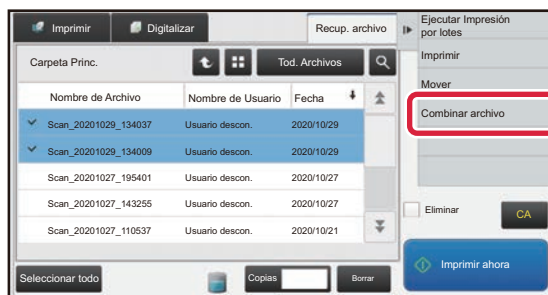 Imprimir
Digitalizar
Recup. archivo
Ejecutar Impresión
por lotes
Carpeta Princ.
Tod. Archivos
Imprimir
Mover
Combinar archivo
Nombre de Archivo Nombre de Usuario Fecha
Scan_20201029_134037 Usuario descon. 2020/10/29
Scan_20201029_134009 Usuario descon. 2020/10/29
Scan_20201027_195401 Usuario descon. 2020/10/27
Scan_20201027_143255 Usuario descon. 2020/10/27
Scan_20201027_110537 Usuario descon. 2020/10/21
Eliminar
CA
Seleccionar todo
Copias
Borrar
Imprimir ahora